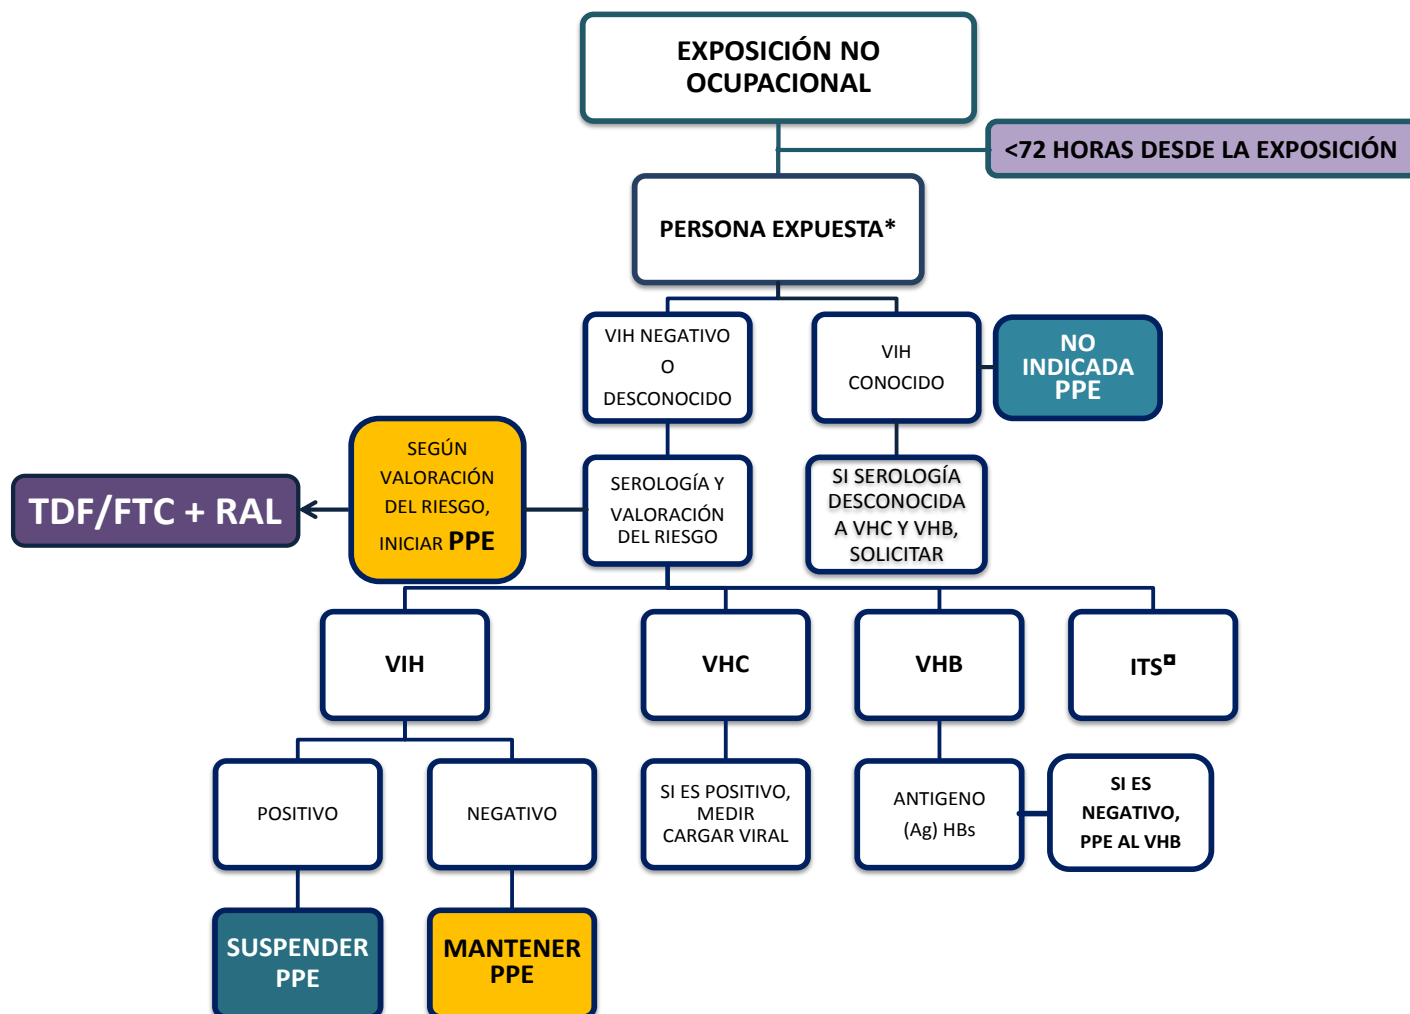 EXPOSICIÓN NO
OCUPACIONAL
<72 HORAS DESDE LA EXPOSICIÓN
PERSONA EXPUESTA*
VIH NEGATIVO
O
DESCONOCIDO
VIH
CONOCIDO
NO
INDICADA
PPE
TDF/FTC + RAL
SEGÚN
VALORACIÓN
DEL RIESGO,
INICIAR PPE
SEROLOGÍA Y
VALORACIÓN
DEL RIESGO
SI SEROLOGÍA
DESCONOCIDA
A VHC Y VHB,
SOLICITAR
VIH
VHC
VHB
ITS◘
POSITIVO
NEGATIVO
SI ES POSITIVO,
MEDIR
CARGAR VIRAL
ANTIGENO
(Ag) HBs
SI ES
NEGATIVO,
PPE AL VHB
SUSPENDER
PPE
MANTENER
PPE